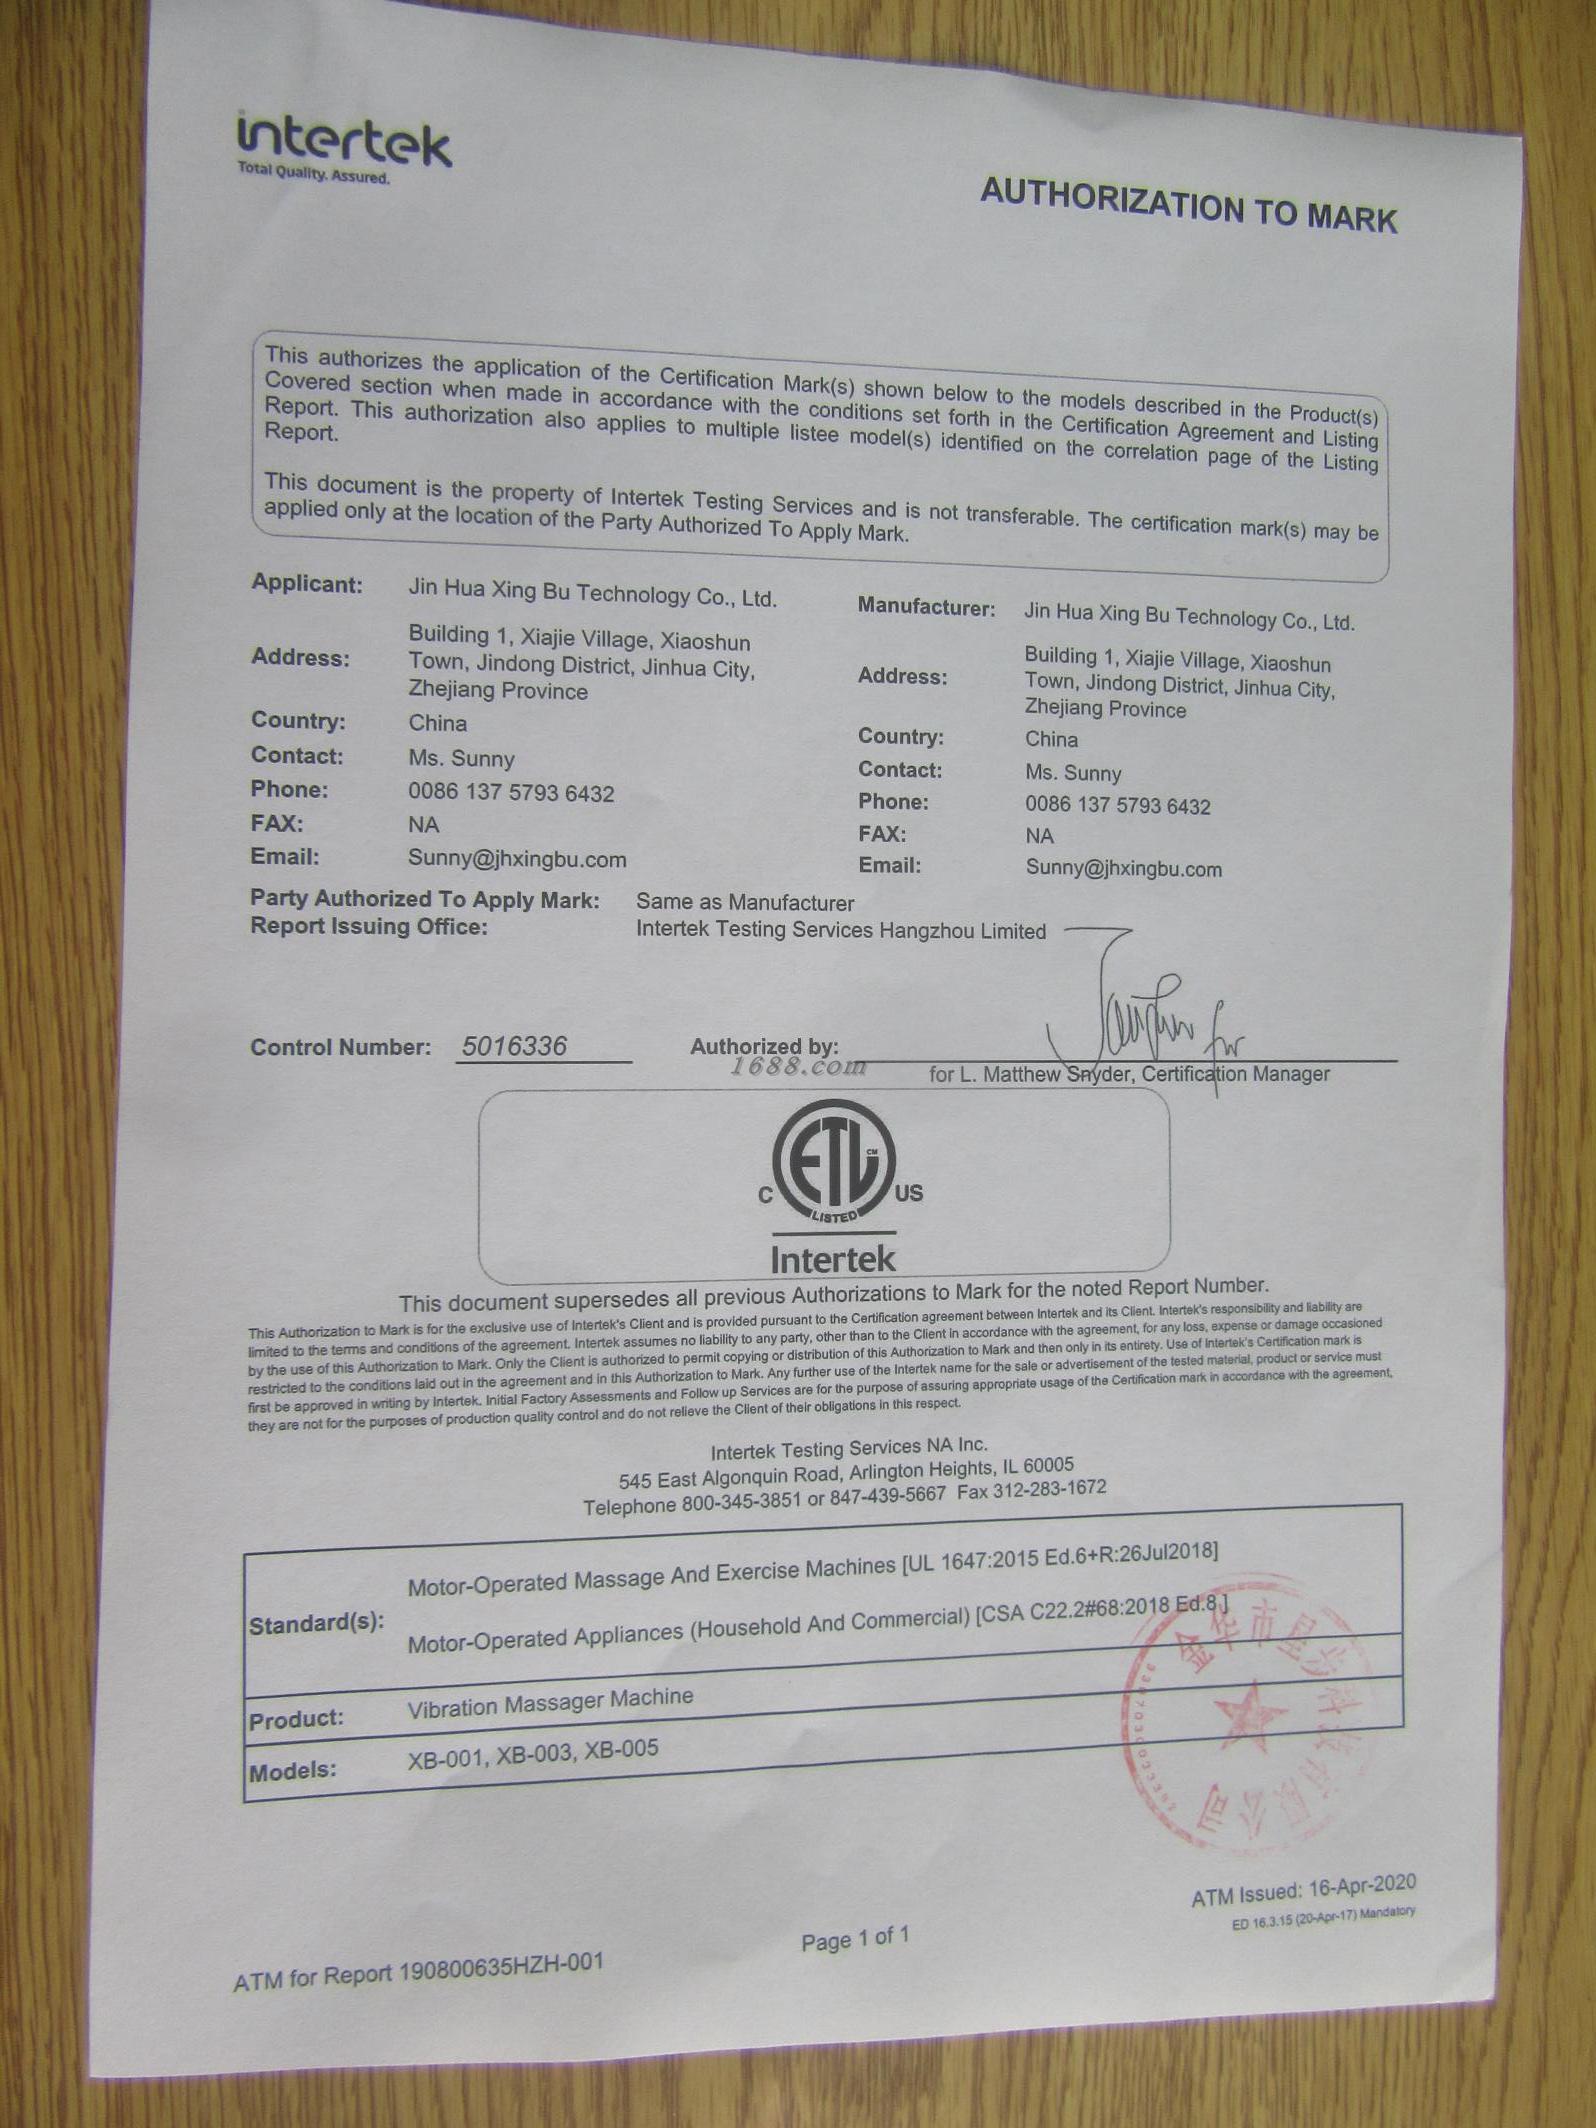 intertek
Total Quality. Assured.
AUTHORIZATION TO MARK
This authorizes the application of the Certification Mark(s) shown below to the models described in the Product(s)
Covered section when made in accordance with the conditions set forth in the Certification Agreement and Listing
Report. This authorization also applies to multiple listee model(s) identified on the correlation page of the Listing
Report.
This document is the property of Intertek Testing Services and is not transferable. The certification mark(s) may be
applied only at the location of the Party Authorized To Apply Mark.
Applicant: Jin Hua Xing Bu Technology Co., Ltd. Manufacturer: Jin Hua Xing Bu Technology Co., Ltd.
Building 1, Xiajie Village, Xiaoshun Building 1, Xiajie Village, Xiaoshun
Address: Town, Jindong District, Jinhua City, Address: Town, Jindong District, Jinhua City,
Zhejiang Province Zhejiang Province
Country: China Country: China
Contact: Ms. Sunny Contact: Ms. Sunny
Phone: 0086 137 5793 6432 Phone: 0086 137 5793 6432
FAX: NA FAX: NA
Email: Sunny@jhxingbu.com Email: Sunny@jhxingbu.com
Party Authorized To Apply Mark: Same as Manufacturer
Report Issuing Office: Intertek Testing Services Hangzhou Limited
Control Number: 5016336 Authorized by: for
1688.com
for L. Matthew Snyder, Certification Manager
ETL CM
C US
LISTED
Intertek
This document supersedes all previous Authorizations to Mark for the noted Report Number.
This Authorization to Mark is for the exclusive use of Intertek's Client and is provided pursuant to the Certification agreement between Intertek and its Client. Intertek's responsibility and liability are
limited to the terms and conditions of the agreement. Intertek assumes no liability to any party, other than to the Client in accordance with the agreement, for any loss, expense or damage occasioned
by the use of this Authorization to Mark. Only the Client is authorized to permit copying or distribution of this Authorization to Mark and then only in its entirety. Use of Intertek's Certification mark is
restricted to the conditions laid out in the agreement and in this Authorization to Mark. Any further use of the Intertek name for the sale or advertisement of the tested material, product or service must
first be approved in writing by Intertek. Initial Factory Assessments and Follow up Services are for the purpose of assuring appropriate usage of the Certification mark in accordance with the agreement,
they are not for the purposes of production quality control and do not relieve the Client of their obligations in this respect.
Intertek Testing Services NA Inc.
545 East Algonquin Road, Arlington Heights, IL 60005
Telephone 800-345-3851 or 847-439-5667 Fax 312-283-1672
Motor-Operated Massage And Exercise Machines [UL 1647:2015 Ed.6+R:26Jul2018]
Standard(s):
Motor-Operated Appliances (Household And Commercial) [CSA C22.2#68:2018 Ed.8]
Product: Vibration Massager Machine
Models: XB-001, XB-003, XB-005
金华市星步科技有限公司
ATM Issued: 16-Apr-2020
ED 16.3.15 (20-Apr-17) Mandatory
Page 1 of 1
ATM for Report 190800635HZH-001